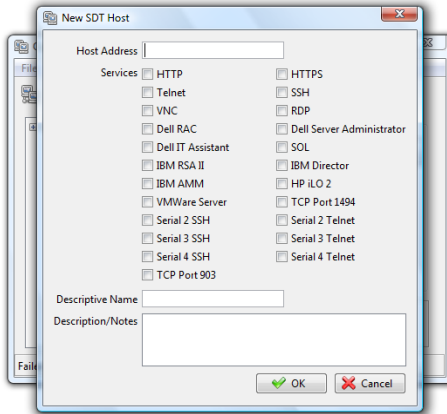 New SDT Host
File
Host Address
Services HTTP HTTPS
Telnet SSH
VNC RDP
Dell RAC Dell Server Administrator
Dell IT Assistant SOL
IBM RSA II IBM Director
IBM AMM HP iLO 2
VMWare Server TCP Port 1494
Serial 2 SSH Serial 2 Telnet
Serial 3 SSH Serial 3 Telnet
Serial 4 SSH Serial 4 Telnet
TCP Port 903
Descriptive Name
Description/Notes
OK Cancel